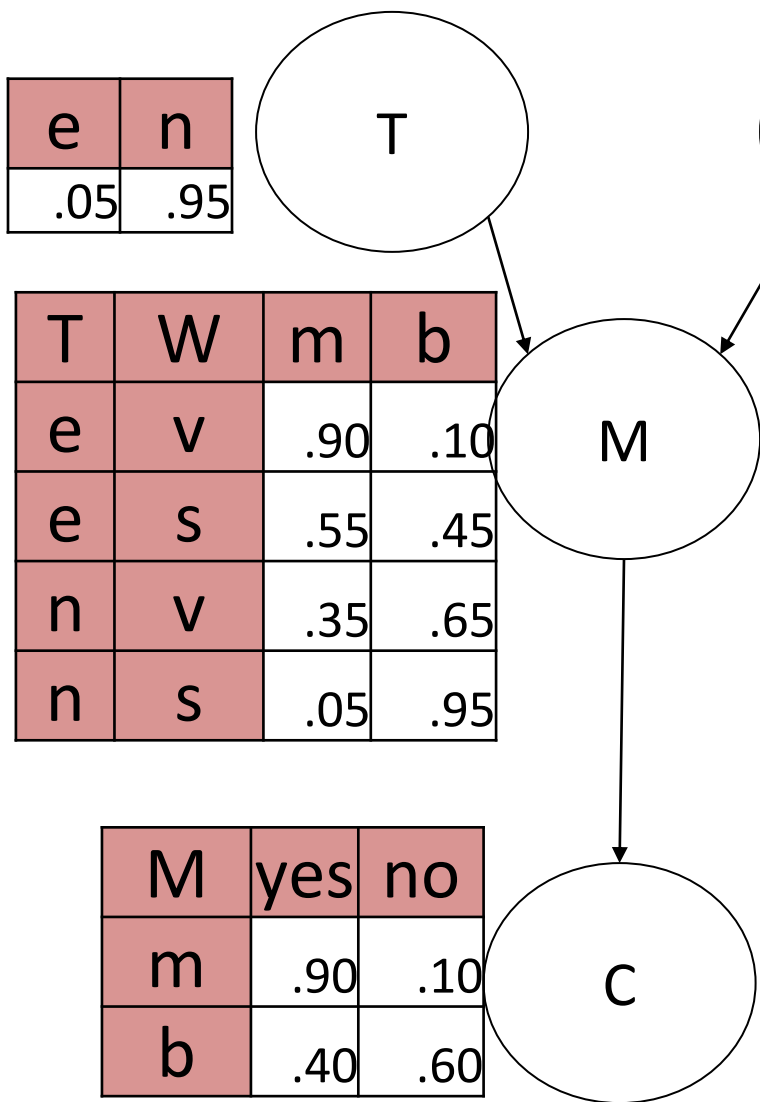 e n
.05 .95
T
T W m b
e v .90 .10
e s .55 .45
n v .35 .65
n s .05 .95
M
M yes no
m .90 .10
b .40 .60
C